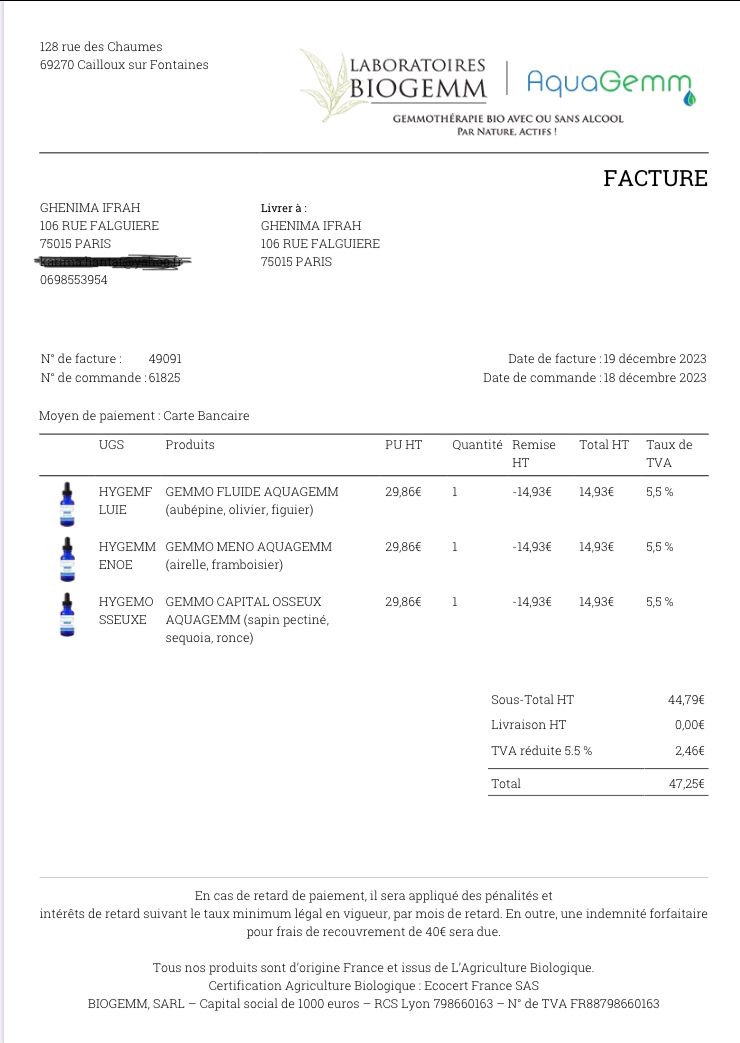 128 rue des Chaumes
69270 Cailloux sur Fontaines
LABORATOIRES
BIOGEMM
AquaGemm
GEMMOTHÉRAPIE BIO AVEC OU SANS ALCOOL
PAR NATURE, ACTIFS !
FACTURE
GHENIMA IFRAH
106 RUE FALGUIERE
75015 PARIS
0698553954
Livrer à :
GHENIMA IFRAH
106 RUE FALGUIERE
75015 PARIS
N° de facture : 49091
N° de commande : 61825
Date de facture : 19 décembre 2023
Date de commande : 18 décembre 2023
Moyen de paiement : Carte Bancaire
UGS Produits PU HT Quantité Remise HT Total HT Taux de TVA
HYGEMF GEMMO FLUIDE AQUAGEMM 29,86€ 1 -14,93€ 14,93€ 5,5 %
LUIE (aubépine, olivier, figuier)
HYGEMM GEMMO MENO AQUAGEMM 29,86€ 1 -14,93€ 14,93€ 5,5 %
ENOE (airelle, framboisier)
HYGEMO GEMMO CAPITAL OSSEUX 29,86€ 1 -14,93€ 14,93€ 5,5 %
SSEUXE AQUAGEMM (sapin pectiné,
sequoia, ronce)
Sous-Total HT 44,79€
Livraison HT 0,00€
TVA réduite 5.5 % 2,46€
Total 47,25€
En cas de retard de paiement, il sera appliqué des pénalités et
intérêts de retard suivant le taux minimum légal en vigueur, par mois de retard. En outre, une indemnité forfaitaire
pour frais de recouvrement de 40€ sera due.
Tous nos produits sont d'origine France et issus de L'Agriculture Biologique.
Certification Agriculture Biologique : Ecocert France SAS
BIOGEMM, SARL – Capital social de 1000 euros – RCS Lyon 798660163 – N° de TVA FR88798660163